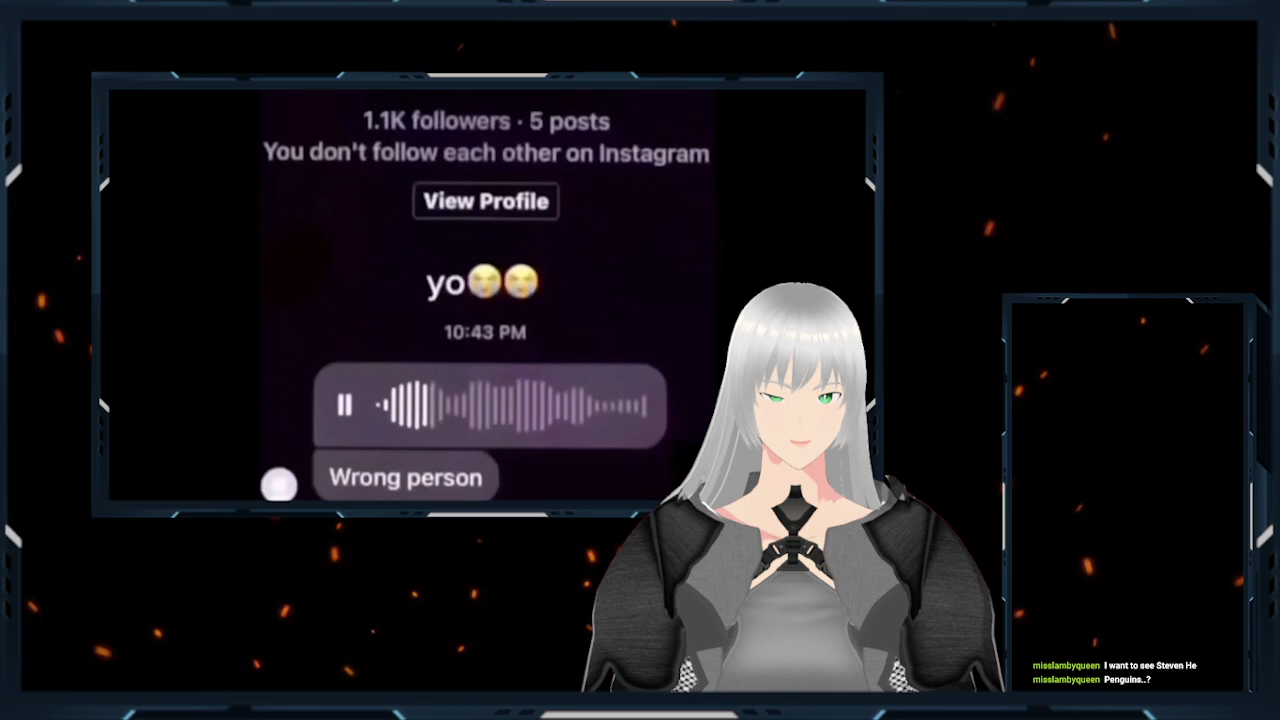 1.1K followers · 5 posts
You don't follow each other on Instagram
View Profile
yo😭😭
10:43 PM
Wrong person
misslambyqueen I want to see Steven He
misslambyqueen Penguins..?